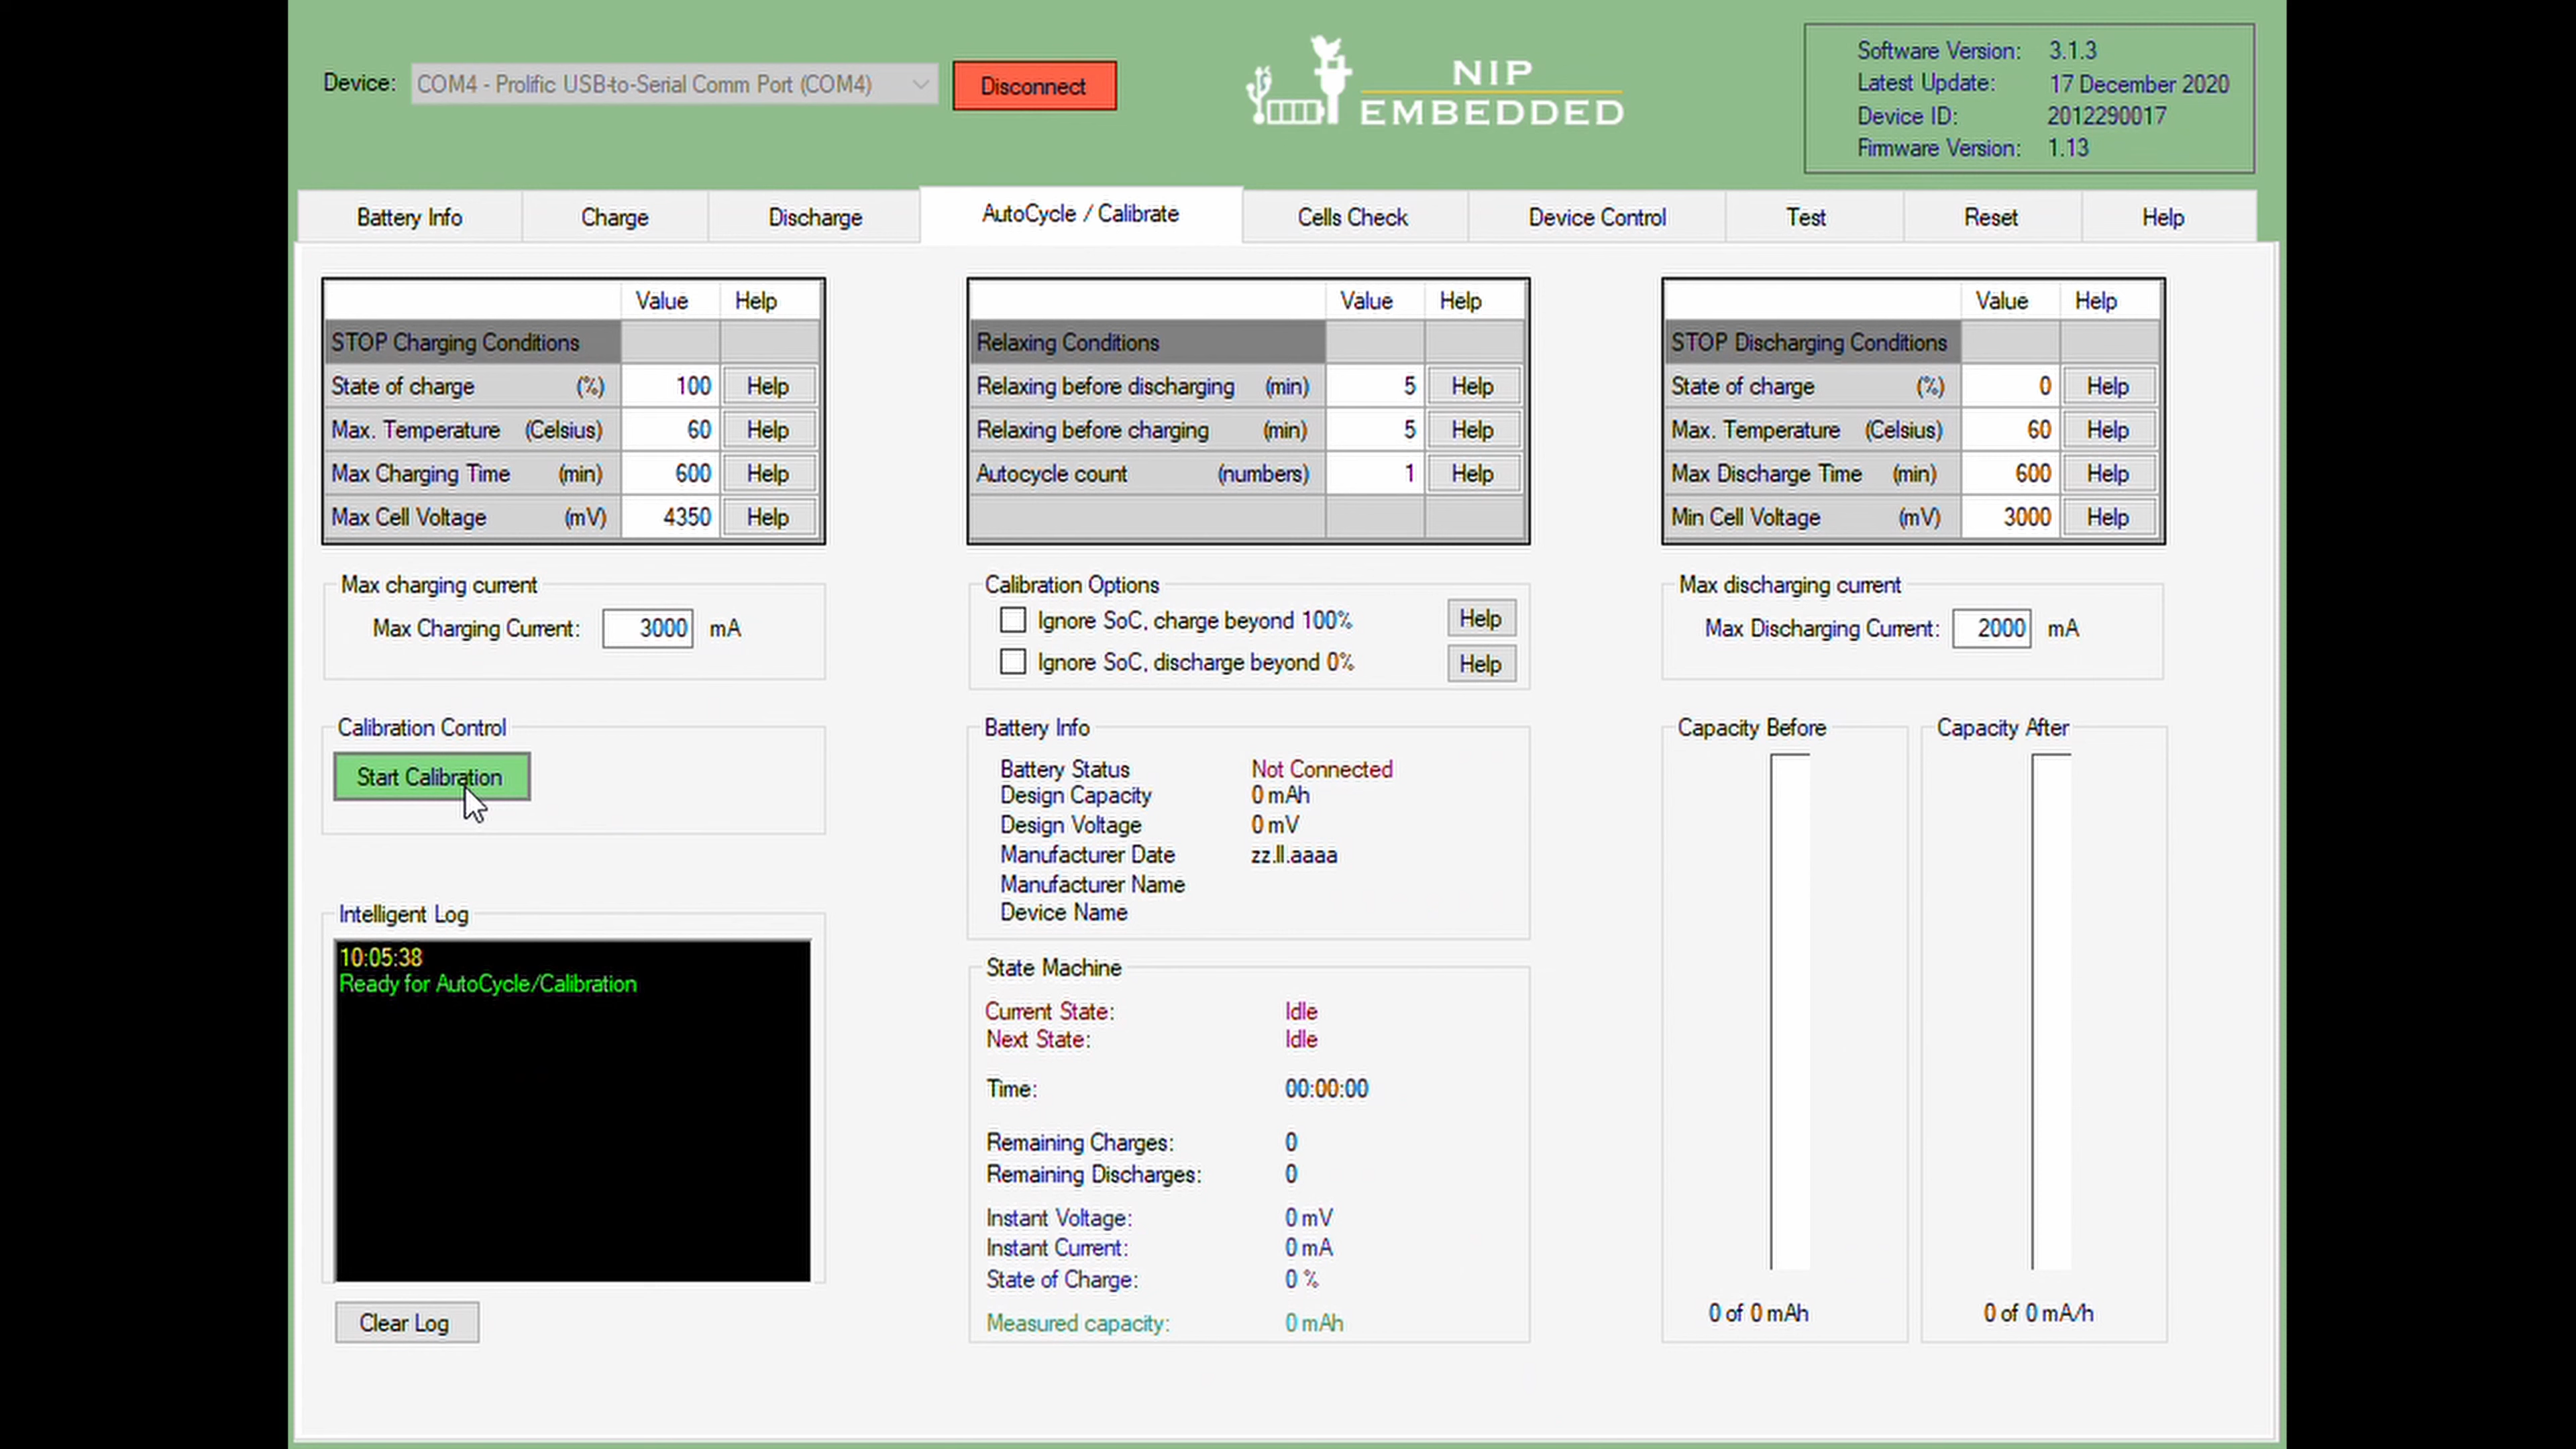 Device: COM4 - Prolific USB-to-Serial Comm Port (COM4) Disconnect
NIP
EMBEDDED
Software Version: 3.1.3
Latest Update: 17 December 2020
Device ID: 2012290017
Firmware Version: 1.13
Battery Info Charge Discharge AutoCycle / Calibrate Cells Check Device Control Test Reset Help
Value Help
STOP Charging Conditions
State of charge (%) 100 Help
Max. Temperature (Celsius) 60 Help
Max Charging Time (min) 600 Help
Max Cell Voltage (mV) 4350 Help
Value Help
Relaxing Conditions
Relaxing before discharging (min) 5 Help
Relaxing before charging (min) 5 Help
Autocycle count (numbers) 1 Help
Value Help
STOP Discharging Conditions
State of charge (%) 0 Help
Max. Temperature (Celsius) 60 Help
Max Discharge Time (min) 600 Help
Min Cell Voltage (mV) 3000 Help
Max charging current
Max Charging Current: 3000 mA
Calibration Options
Ignore SoC, charge beyond 100% Help
Ignore SoC, discharge beyond 0% Help
Max discharging current
Max Discharging Current: 2000 mA
Calibration Control
Start Calibration
Intelligent Log
10:05:38
Ready for AutoCycle/Calibration
Clear Log
Battery Info
Battery Status Not Connected
Design Capacity 0 mAh
Design Voltage 0 mV
Manufacturer Date zz.ll.aaaa
Manufacturer Name
Device Name
State Machine
Current State: Idle
Next State: Idle
Time: 00:00:00
Remaining Charges: 0
Remaining Discharges: 0
Instant Voltage: 0 mV
Instant Current: 0 mA
State of Charge: 0 %
Measured capacity: 0 mAh
Capacity Before
0 of 0 mAh
Capacity After
0 of 0 mA/h